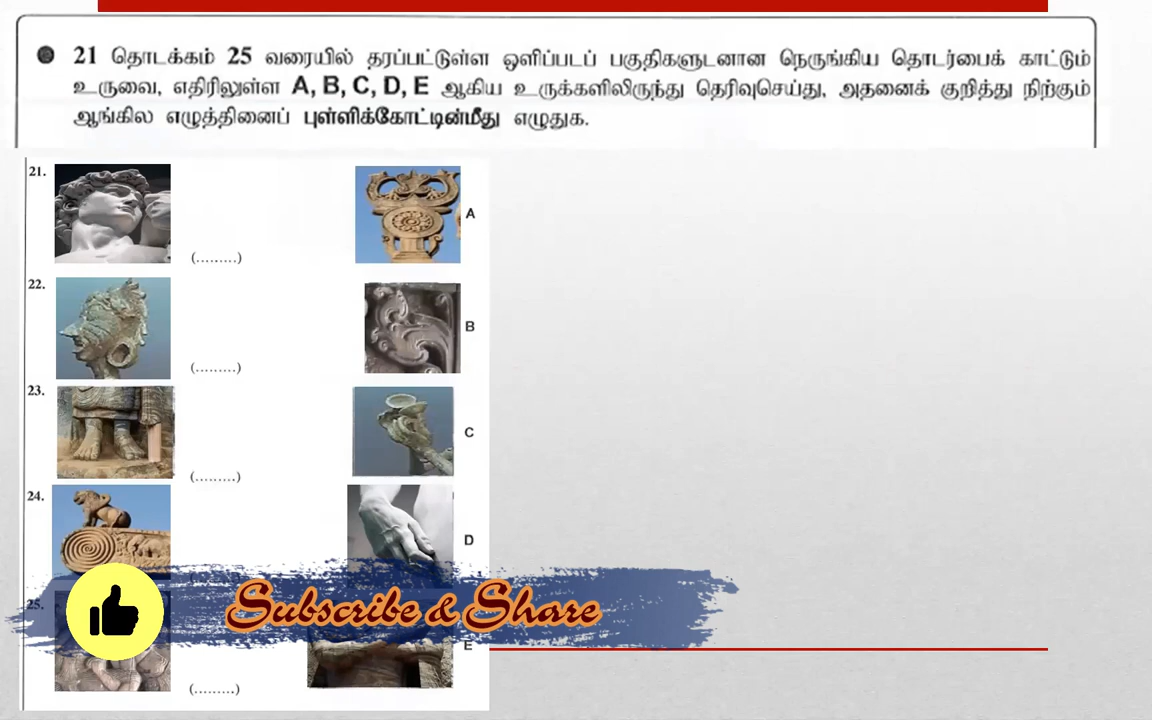 21 தொடக்கம் 25 வரையில் தரப்பட்டுள்ள ஒளிப்படப் பகுதிகளுடனான நெருங்கிய தொடர்பைக் காட்டும்
உருவை, எதிரிலுள்ள A, B, C, D, E ஆகிய உருக்களிலிருந்து தெரிவுசெய்து, அதனைக் குறித்து நிற்கும்
ஆங்கில எழுத்தினைப் புள்ளிக்கோட்டின்மீது எழுதுக.
21.
(.........)
A
22.
(.........)
B
23.
(.........)
C
24.
D
25.
Subscribe & Share
E
(.........)